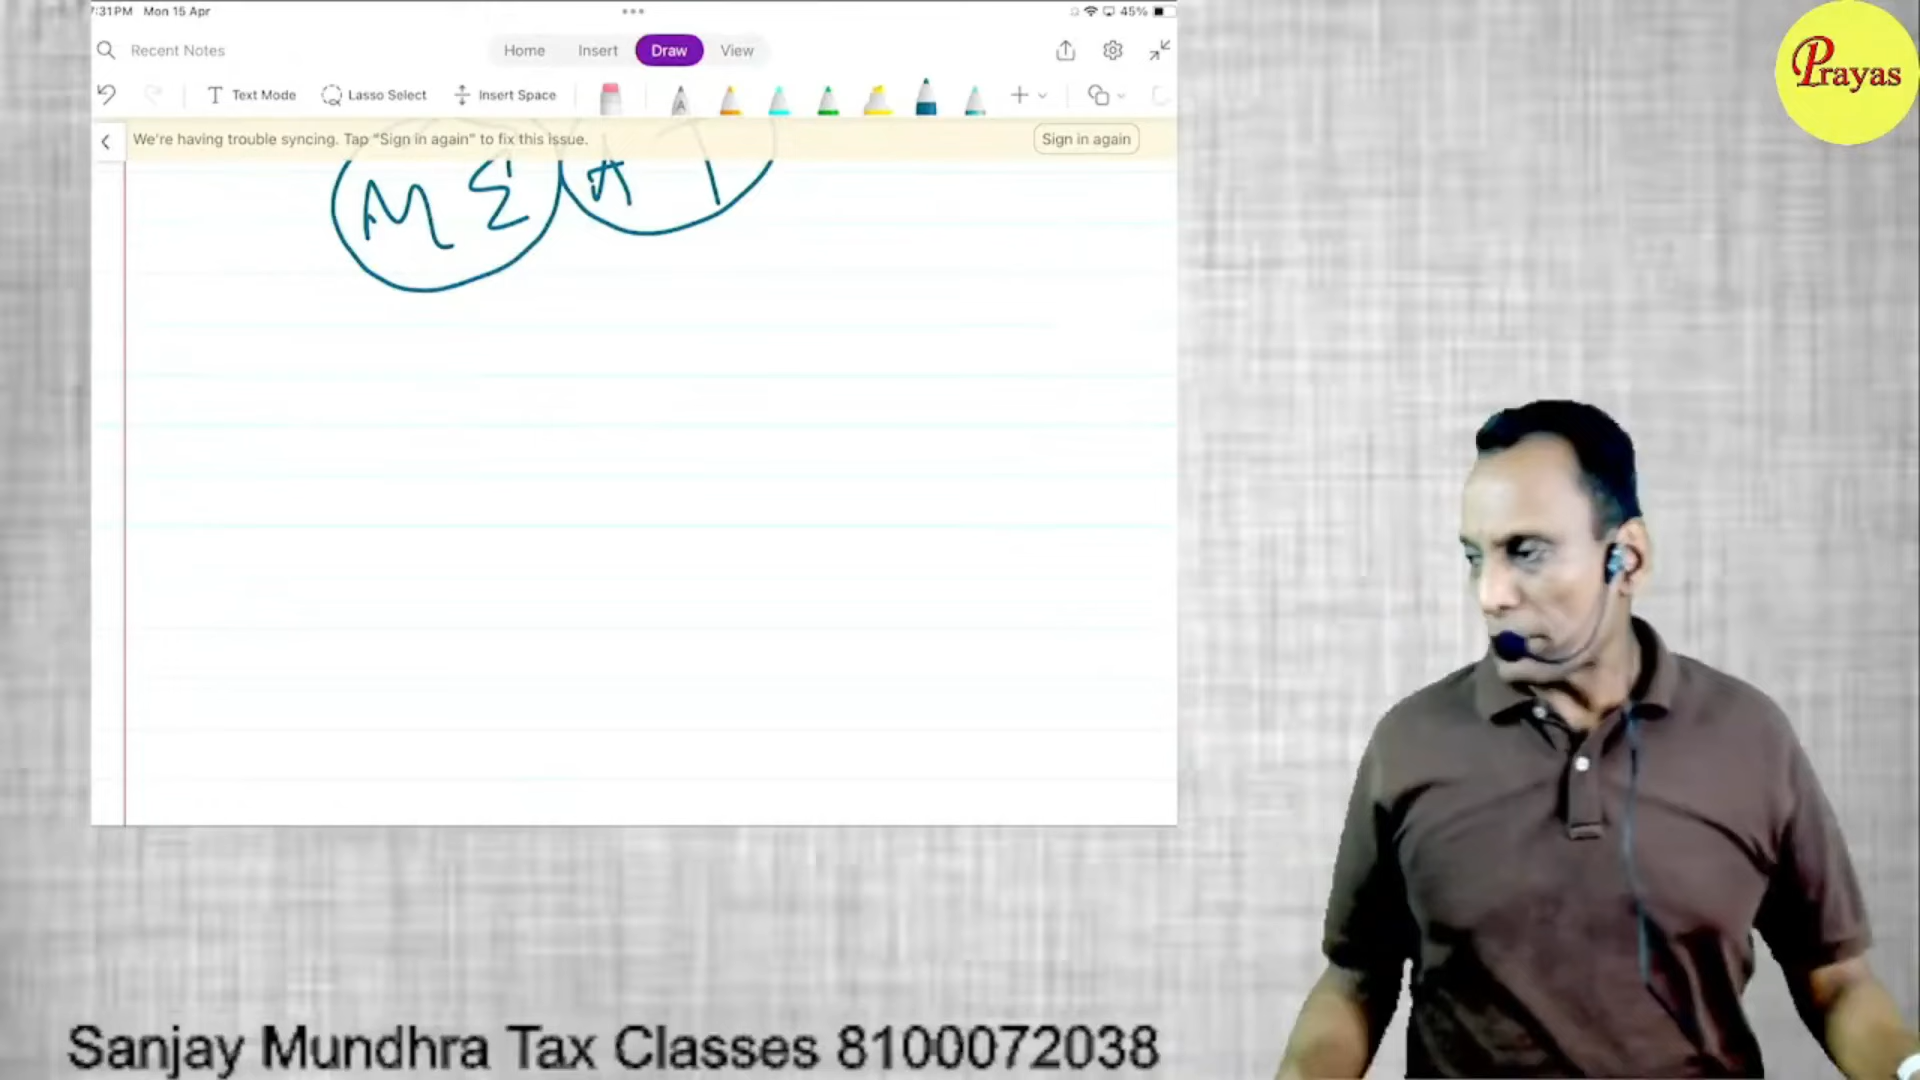 7:31PM Mon 15 Apr 45%
Recent Notes Home Insert Draw View
Text Mode Lasso Select Insert Space
We're having trouble syncing. Tap "Sign in again" to fix this issue. Sign in again
M E A T
Prayas
Sanjay Mundhra Tax Classes 8100072038